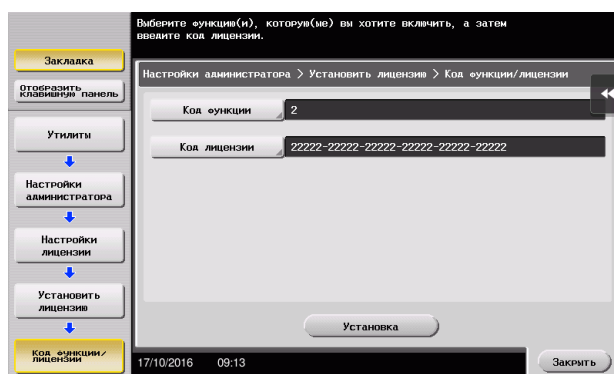 Выберите функцию(и), которую(ые) вы хотите включить, а затем
введите код лицензии.
Закладка
Отобразить
клавишную панель
Утилиты
Настройки
администратора
Настройки
лицензии
Установить
лицензию
Код функции/
лицензии
Настройки администратора > Установить лицензию > Код функции/лицензии
Код функции
2
Код лицензии
22222-22222-22222-22222-22222-22222
Установка
17/10/2016 09:13
Закрыть